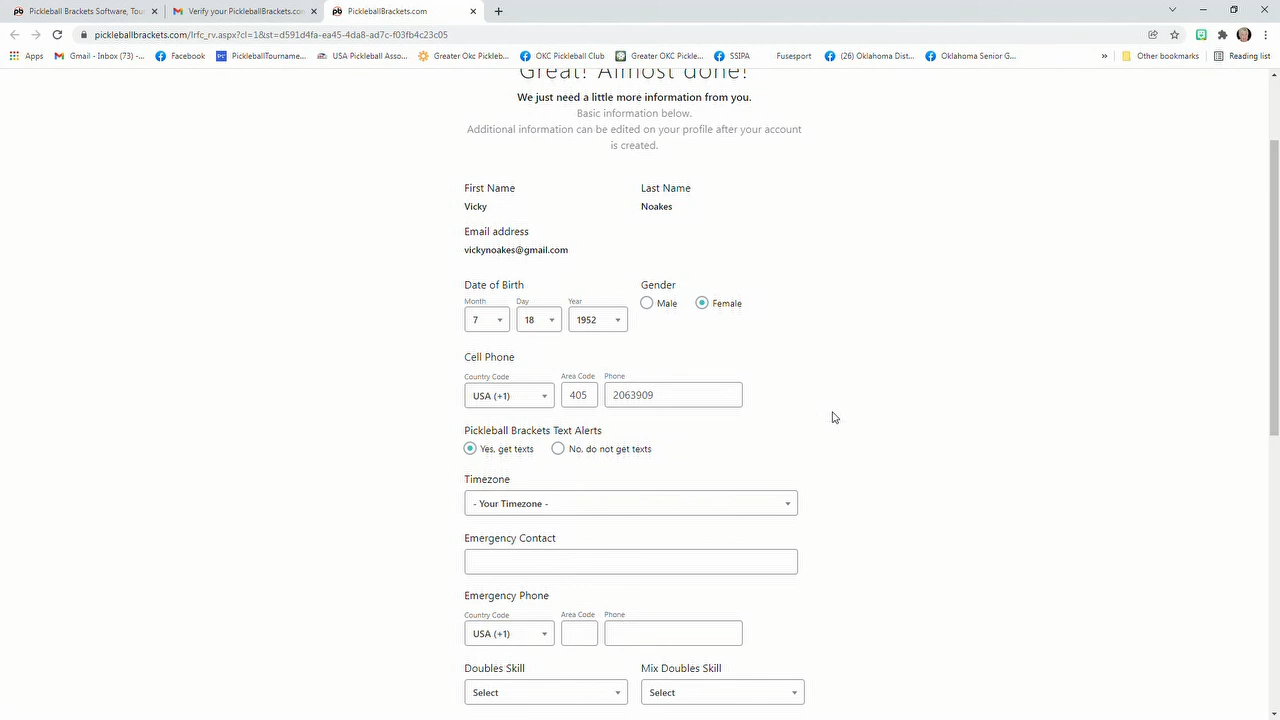 Pickleball Brackets Software, Tou
Verify your PickleballBrackets.co
PickleballBrackets.com
pickleballbrackets.com/lrfc_rv.aspx?cl=1&st=d591d4fa-ea45-4da8-ad7c-f03fb4c23c05
Apps
Gmail - Inbox (73) -...
Facebook
PickleballTourname...
USA Pickleball Asso...
Greater Okc Pickleb...
OKC Pickleball Club
Greater OKC Pickle...
SSIPA
Fusesport
(26) Oklahoma Dist...
Oklahoma Senior G...
»
Other bookmarks
Reading list
Great! Almost done!
We just need a little more information from you.
Basic information below.
Additional information can be edited on your profile after your account
is created.
First Name
Last Name
Vicky
Noakes
Email address
vickynoakes@gmail.com
Date of Birth
Gender
Month
Day
Year
Male
Female
7
18
1952
Cell Phone
Country Code
Area Code
Phone
USA (+1)
405
2063909
Pickleball Brackets Text Alerts
Yes, get texts
No, do not get texts
Timezone
- Your Timezone -
Emergency Contact
Emergency Phone
Country Code
Area Code
Phone
USA (+1)
Doubles Skill
Mix Doubles Skill
Select
Select